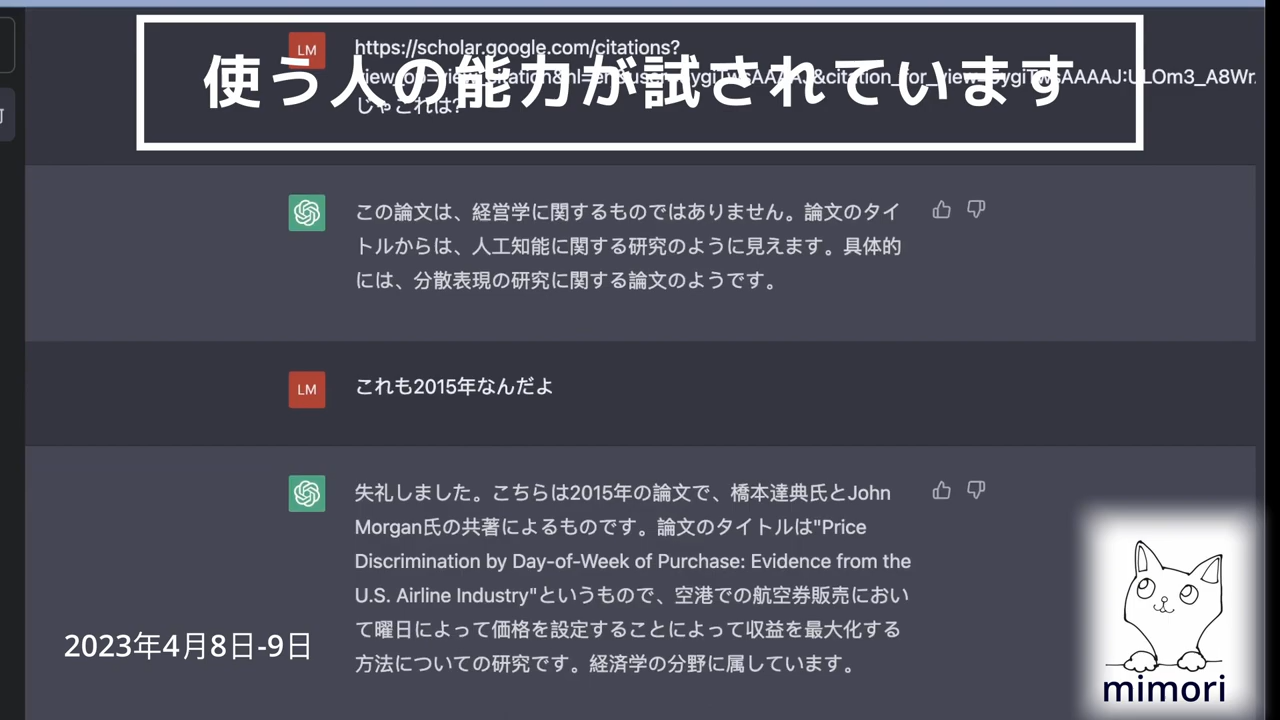 LM
https://scholar.google.com/citations?
使う人の能力が試されています
じゃこれは?
この論文は、経営学に関するものではありません。論文のタイ
トルからは、人工知能に関する研究のように見えます。具体的
には、分散表現の研究に関する論文のようです。
LM
これも2015年なんだよ
失礼しました。こちらは2015年の論文で、橋本達典氏とJohn
Morgan氏の共著によるものです。論文のタイトルは"Price
Discrimination by Day-of-Week of Purchase: Evidence from the
U.S. Airline Industry"というもので、空港での航空券販売におい
て曜日によって価格を設定することによって収益を最大化する
方法についての研究です。経済学の分野に属しています。
2023年4月8日-9日
mimori